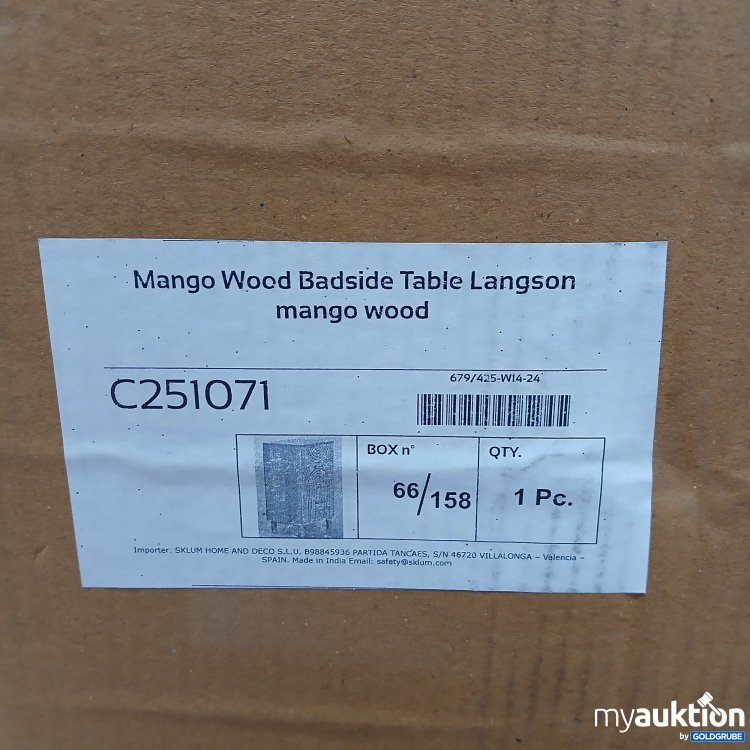 Mango Wood Badside Table Langson
mango wood
679/425-W14-24
C251071
BOX n°
QTY.
66/158
1 Pc.
Importer: SKLUM HOME AND DECO S.L.U. B98845936 PARTIDA TANCAES, S/N 46720 VILLALONGA – Valencia –
SPAIN. Made in India Email: safety@sklum.com
myauktion
by GOLDGRUBE